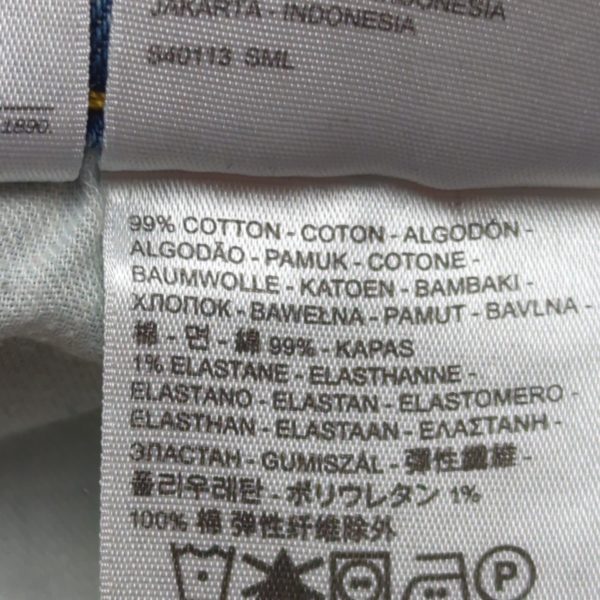 INDONESIA
JAKARTA - INDONESIA
S40113 SML
1890.
99% COTTON - COTON - ALGODÓN -
ALGODÃO - PAMUK - COTONE -
BAUMWOLLE - KATOEN - BAMBAKI -
ХЛОПОК - BAWEŁNA - PAMUT - BAVLNA -
棉 - 면 - 綿 99% - KAPAS
1% ELASTANE - ELASTHANNE -
ELASTANO - ELASTAN - ELASTOMERO -
ELASTHAN - ELASTAAN - ΕΛΑΣΤΑΝΗ -
ЭЛАСТАН - GUMISZÁL - 弹性纖維 -
폴리우레탄 - ポリウレタン 1%
100% 棉 弹性纤维除外
P